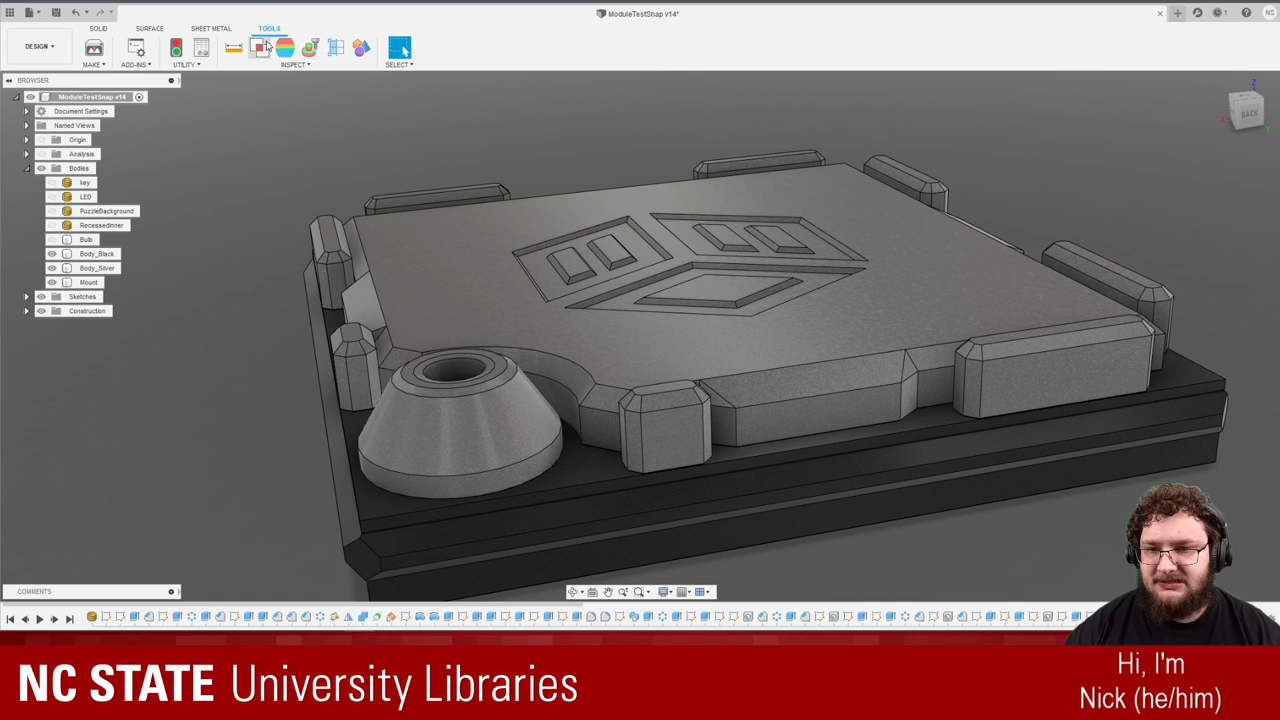 ModuleTestSnap v14*
1
NS
SOLID
SURFACE
SHEET METAL
TOOLS
DESIGN
MAKE
ADD-INS
UTILITY
INSPECT
SELECT
BROWSER
ModuleTestSnap v14
Document Settings
Named Views
Origin
Analysis
Bodies
key
LED
PuzzleBackground
RecessedInner
Bulb
Body_Black
Body_Silver
Mount
Sketches
Construction
Z
BACK
Y
COMMENTS
NC STATE University Libraries
Hi, I'm
Nick (he/him)